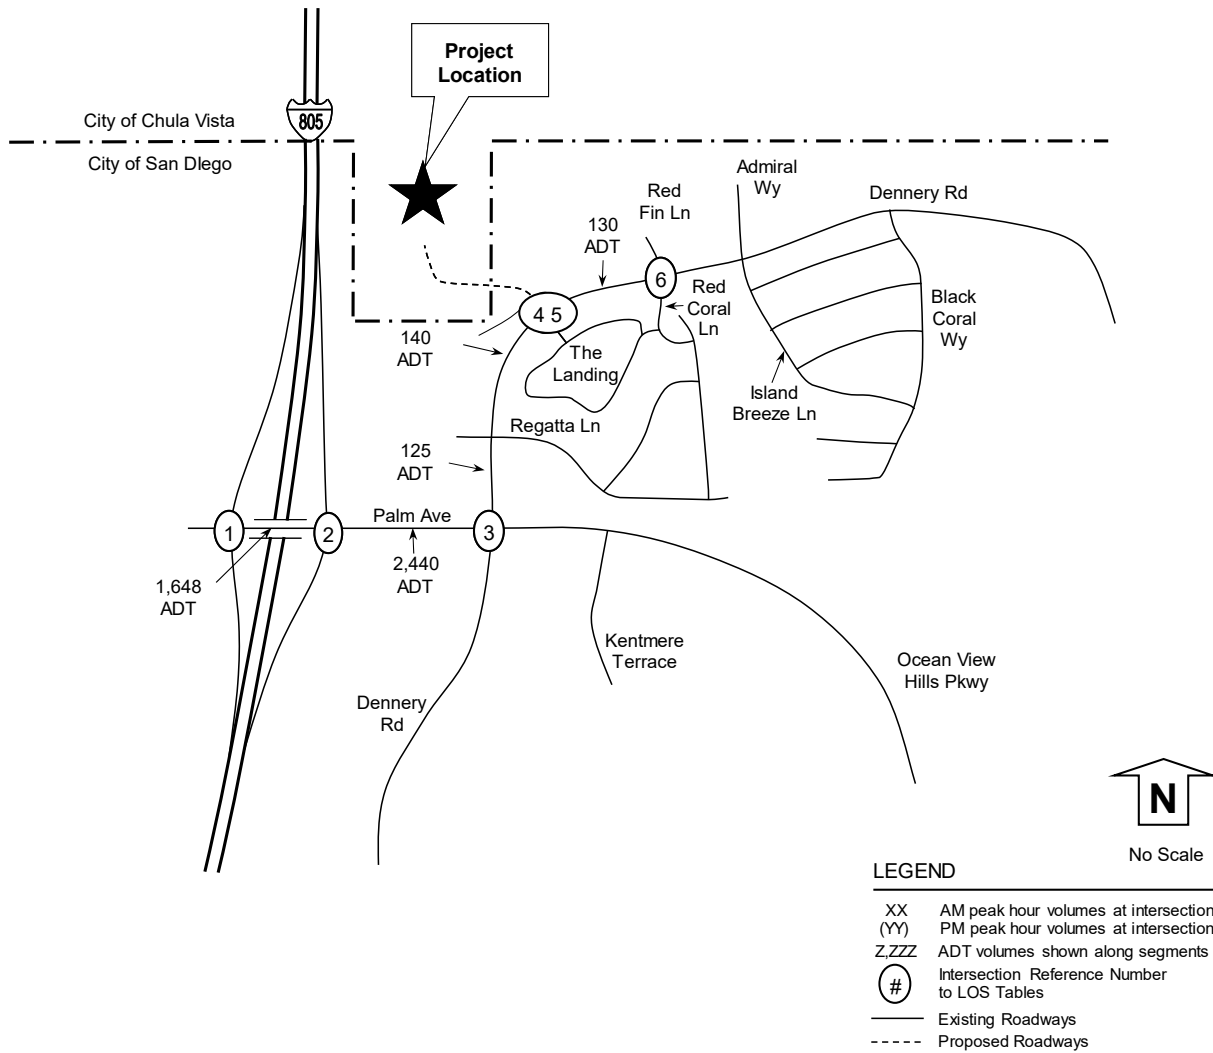 Project
Location
805
City of Chula Vista
City of San DIego
Admiral
Wy
Dennery Rd
Red
Fin Ln
130
ADT
6
Red
Coral
Ln
Black
Coral
Wy
4 5
140
ADT
The
Landing
Island
Breeze Ln
Regatta Ln
125
ADT
Palm Ave
1
2
3
2,440
ADT
1,648
ADT
Kentmere
Terrace
Ocean View
Hills Pkwy
Dennery
Rd
N
No Scale
LEGEND
XX AM peak hour volumes at intersection
(YY) PM peak hour volumes at intersection
Z,ZZZ ADT volumes shown along segments
# Intersection Reference Number
to LOS Tables
Existing Roadways
Proposed Roadways